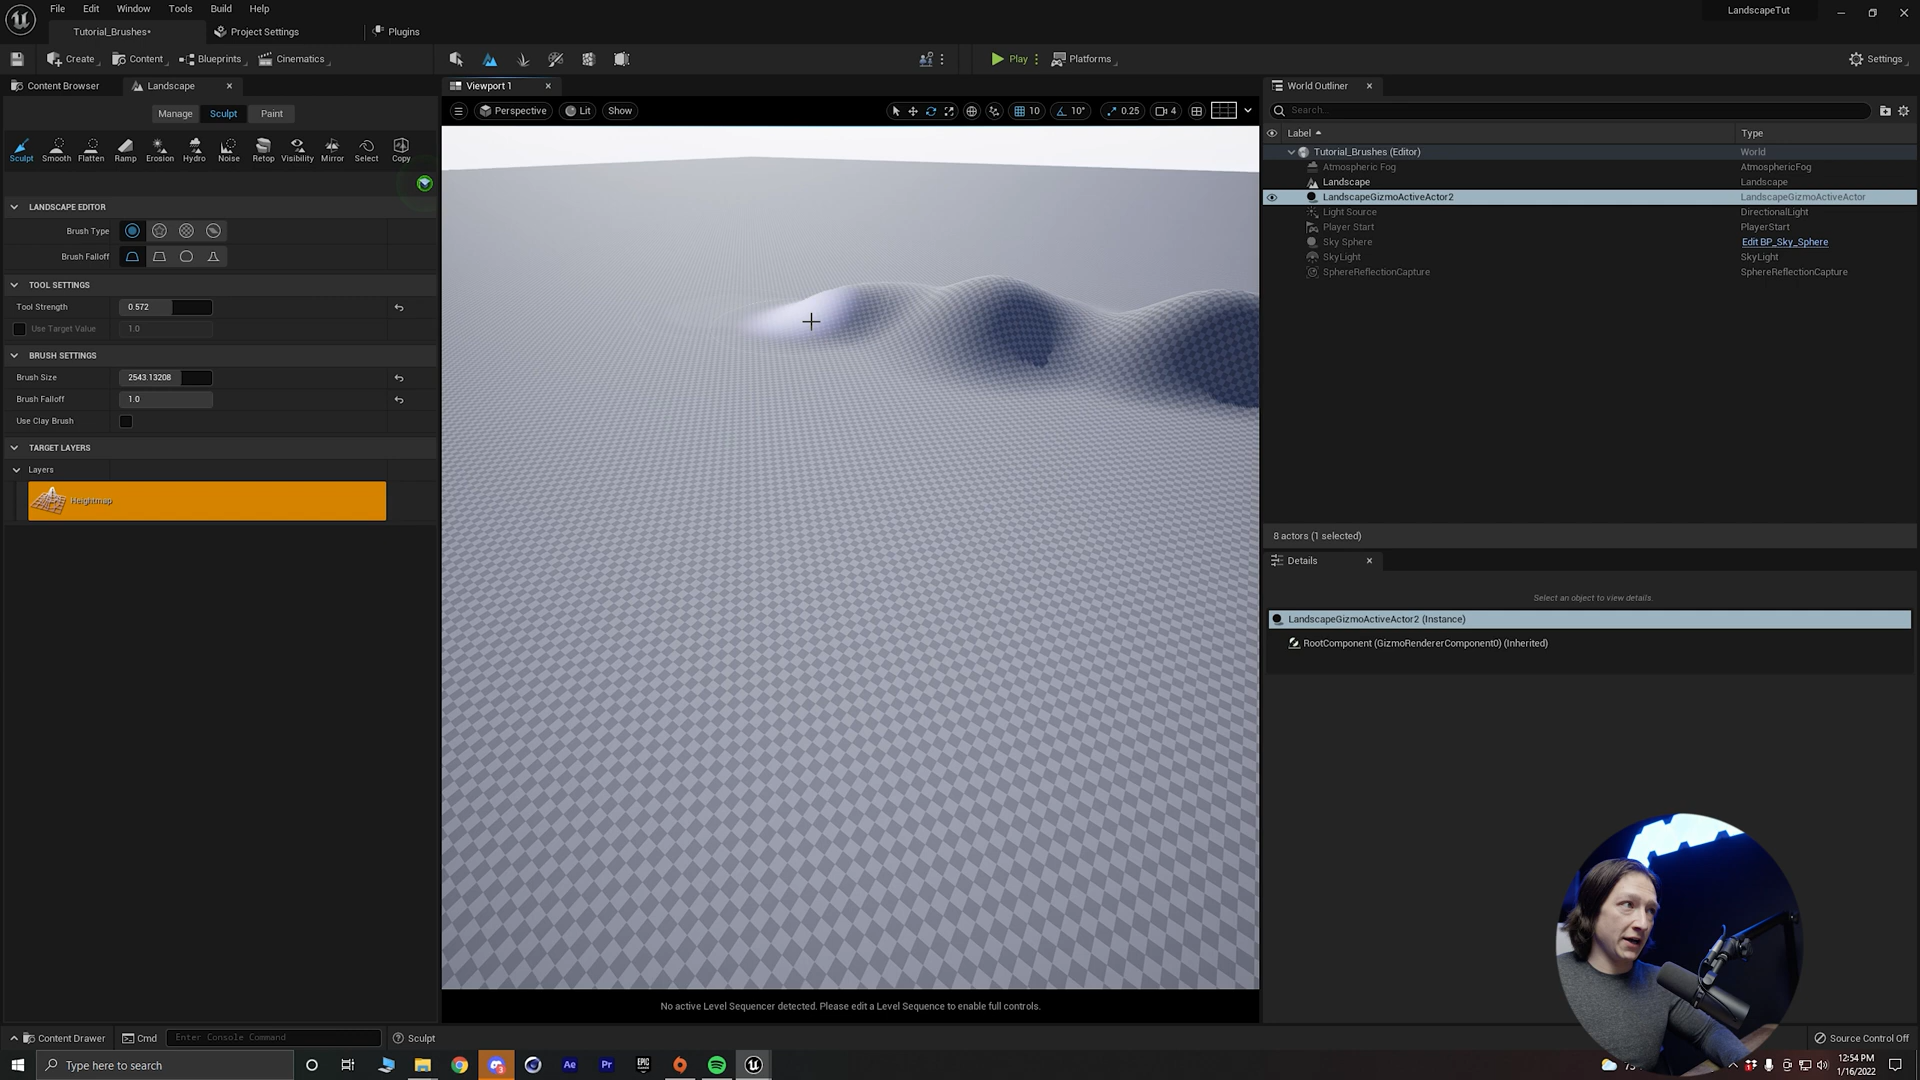 File Edit Window Tools Build Help
LandscapeTut
Tutorial_Brushes•
Project Settings
Plugins
Create
Content
Blueprints
Cinematics
Play
Platforms
Settings
Content Browser
Landscape
Viewport 1
World Outliner
Manage
Sculpt
Paint
Perspective
Lit
Show
10
10°
0.25
4
Search...
Label
Type
Sculpt
Smooth
Flatten
Ramp
Erosion
Hydro
Noise
Retop
Visibility
Mirror
Select
Copy
Tutorial_Brushes (Editor) World
Atmospheric Fog AtmosphericFog
Landscape Landscape
LandscapeGizmoActiveActor2 LandscapeGizmoActiveActor
Light Source DirectionalLight
Player Start PlayerStart
Sky Sphere Edit BP_Sky_Sphere
SkyLight SkyLight
SphereReflectionCapture SphereReflectionCapture
LANDSCAPE EDITOR
Brush Type
Brush Falloff
TOOL SETTINGS
Tool Strength 0.572
Use Target Value 1.0
BRUSH SETTINGS
Brush Size 2543.13208
Brush Falloff 1.0
Use Clay Brush
TARGET LAYERS
Layers
Heightmap
8 actors (1 selected)
Details
Select an object to view details.
LandscapeGizmoActiveActor2 (Instance)
RootComponent (GizmoRendererComponent0) (Inherited)
No active Level Sequencer detected. Please edit a Level Sequence to enable full controls.
Content Drawer
Cmd
Enter Console Command
Sculpt
Source Control Off
Type here to search
Ae
Pr
EPIC
12:54 PM
1/16/2022